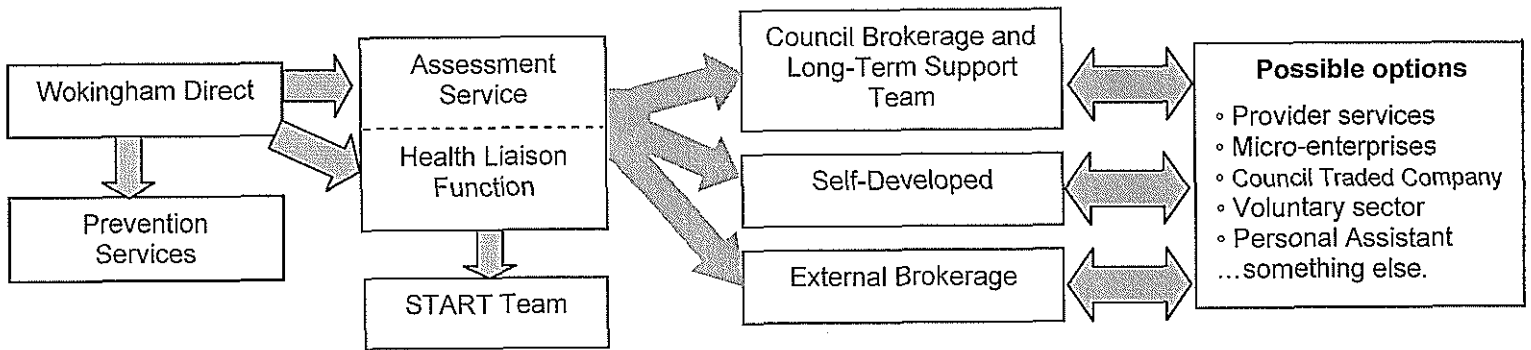 Wokingham Direct
Prevention
Services
Assessment
Service
Health Liaison
Function
START Team
Council Brokerage and
Long-Term Support
Team
Self-Developed
External Brokerage
Possible options
◦ Provider services
◦ Micro-enterprises
◦ Council Traded Company
◦ Voluntary sector
◦ Personal Assistant
...something else.